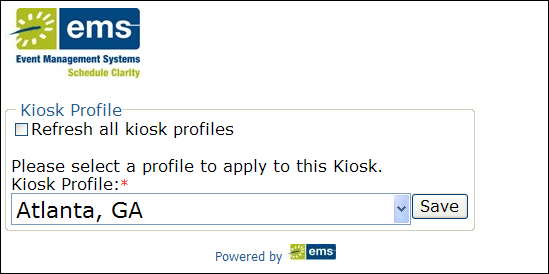 ems
Event Management Systems
Schedule Clarity
Kiosk Profile
Refresh all kiosk profiles
Please select a profile to apply to this Kiosk.
Kiosk Profile:*
Atlanta, GA
Save
Powered by ems